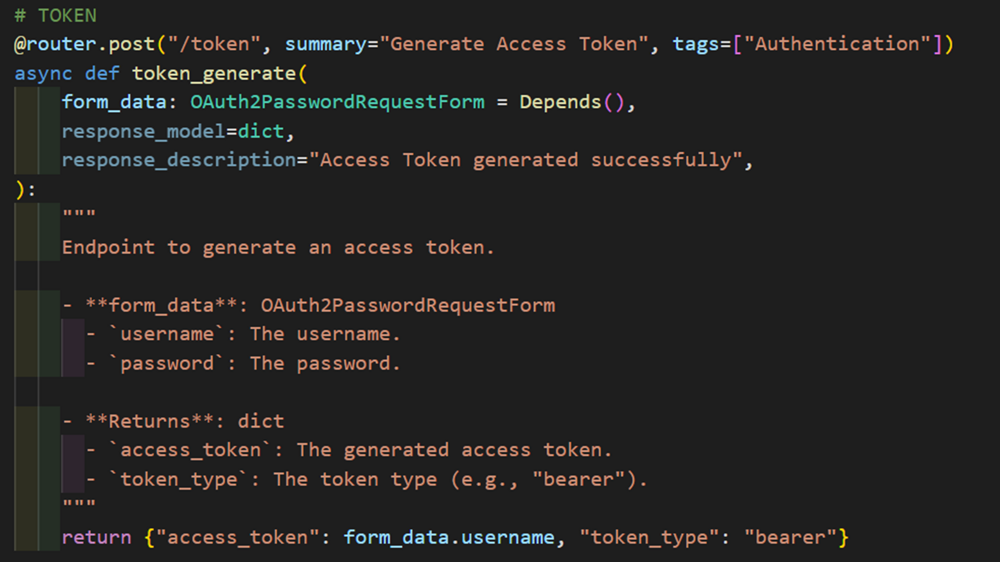 # TOKEN
@router.post("/token", summary="Generate Access Token", tags=["Authentication"])
async def token_generate(
    form_data: OAuth2PasswordRequestForm = Depends(),
    response_model=dict,
    response_description="Access Token generated successfully",
):
    """
    Endpoint to generate an access token.

    - **form_data**: OAuth2PasswordRequestForm
      - `username`: The username.
      - `password`: The password.

    - **Returns**: dict
      - `access_token`: The generated access token.
      - `token_type`: The token type (e.g., "bearer").
    """
    return {"access_token": form_data.username, "token_type": "bearer"}